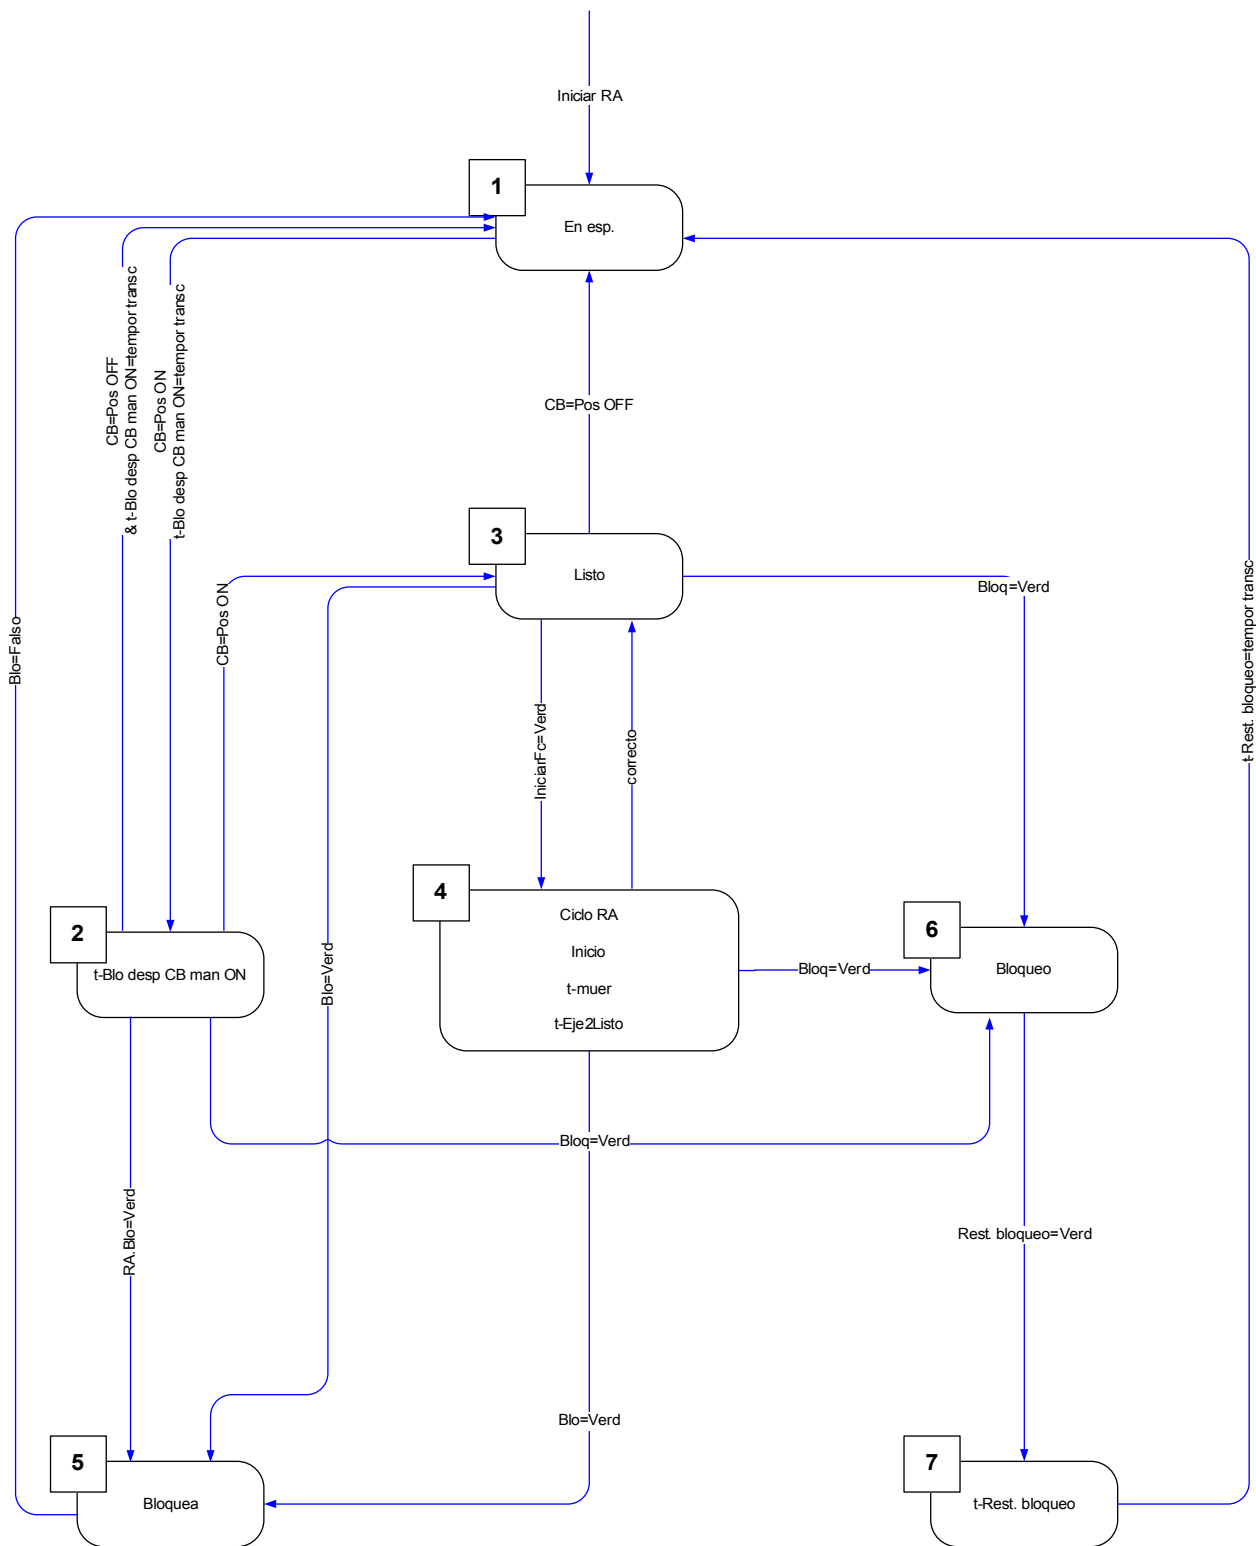 Iniciar RA
1
En esp.
CB=Pos OFF
& t-Blo desp CB man ON=tempor transc
CB=Pos ON
t-Blo desp CB man ON=tempor transc
CB=Pos OFF
3
Listo
Bloq=Verd
CB=Pos ON
Blo=Falso
t-Rest. bloqueo=tempor transc
IniciarFc=Verd
correcto
4
Ciclo RA
Inicio
t-muer
t-Eje2Listo
2
t-Blo desp CB man ON
6
Bloqueo
Bloq=Verd
Blo=Verd
Bloq=Verd
RA.Blo=Verd
Rest. bloqueo=Verd
Blo=Verd
5
Bloquea
7
t-Rest. bloqueo